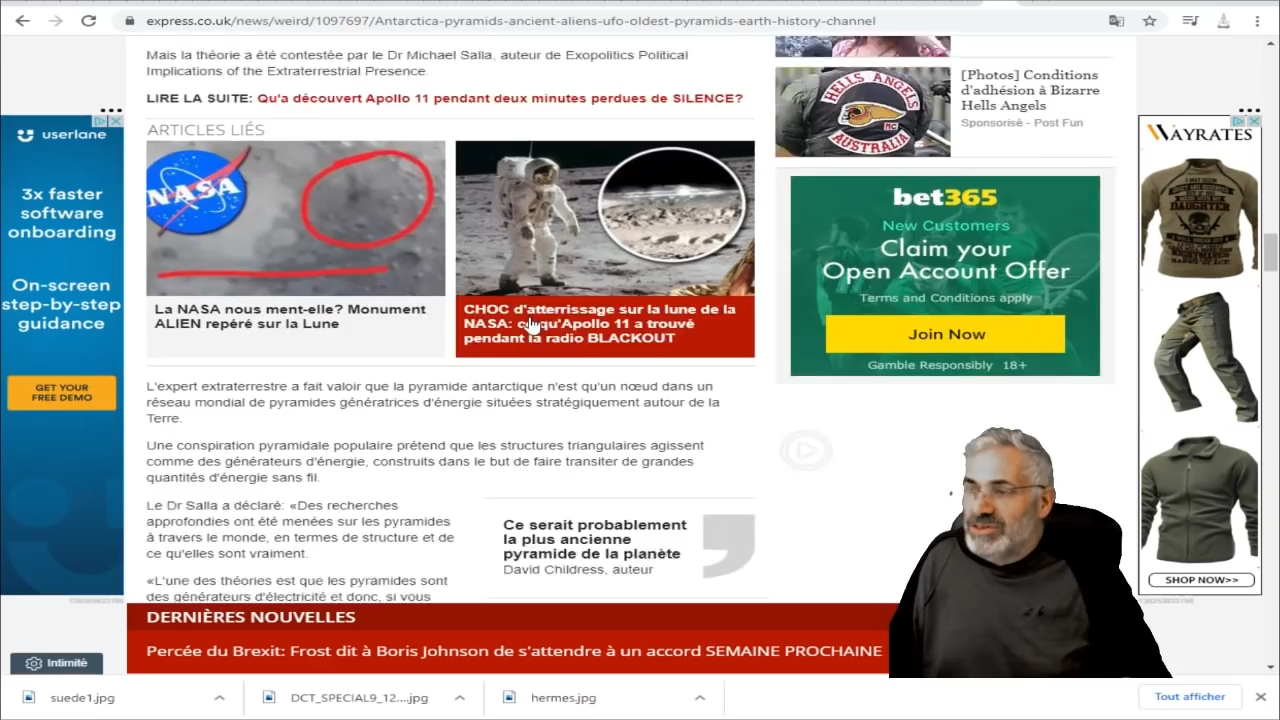 express.co.uk/news/weird/1097697/Antarctica-pyramids-ancient-aliens-ufo-oldest-pyramids-earth-history-channel
Mais la théorie a été contestée par le Dr Michael Salla, auteur de Exopolitics Political
Implications of the Extraterrestrial Presence.
LIRE LA SUITE: Qu'a découvert Apollo 11 pendant deux minutes perdues de SILENCE?
ARTICLES LIÉS
NASA
La NASA nous ment-elle? Monument
ALIEN repéré sur la Lune
CHOC d'atterrissage sur la lune de la
NASA: qu'Apollo 11 a trouvé
pendant la radio BLACKOUT
L'expert extraterrestre a fait valoir que la pyramide antarctique n'est qu'un nœud dans un
réseau mondial de pyramides génératrices d'énergie situées stratégiquement autour de la
Terre.
Une conspiration pyramidale populaire prétend que les structures triangulaires agissent
comme des générateurs d'énergie, construits dans le but de faire transiter de grandes
quantités d'énergie sans fil.
Le Dr Salla a déclaré: «Des recherches
approfondies ont été menées sur les pyramides
à travers le monde, en termes de structure et de
ce qu'elles sont vraiment.
«L'une des théories est que les pyramides sont
des générateurs d'électricité et donc, si vous
Ce serait probablement
la plus ancienne
pyramide de la planète
David Childress, auteur
DERNIÈRES NOUVELLES
Percée du Brexit: Frost dit à Boris Johnson de s'attendre à un accord SEMAINE PROCHAINE
userlane
3x faster
software
onboarding
On-screen
step-by-step
guidance
GET YOUR
FREE DEMO
Intimité
HELLS ANGELS
MC
AUSTRALIA
[Photos] Conditions
d'adhésion à Bizarre
Hells Angels
Sponsorisé - Post Fun
bet365
New Customers
Claim your
Open Account Offer
Terms and Conditions apply
Join Now
Gamble Responsibly 18+
WAYRATES
DAUGHTER
SHOP NOW>>
suede1.jpg
DCT_SPECIAL9_12....jpg
hermes.jpg
Tout afficher